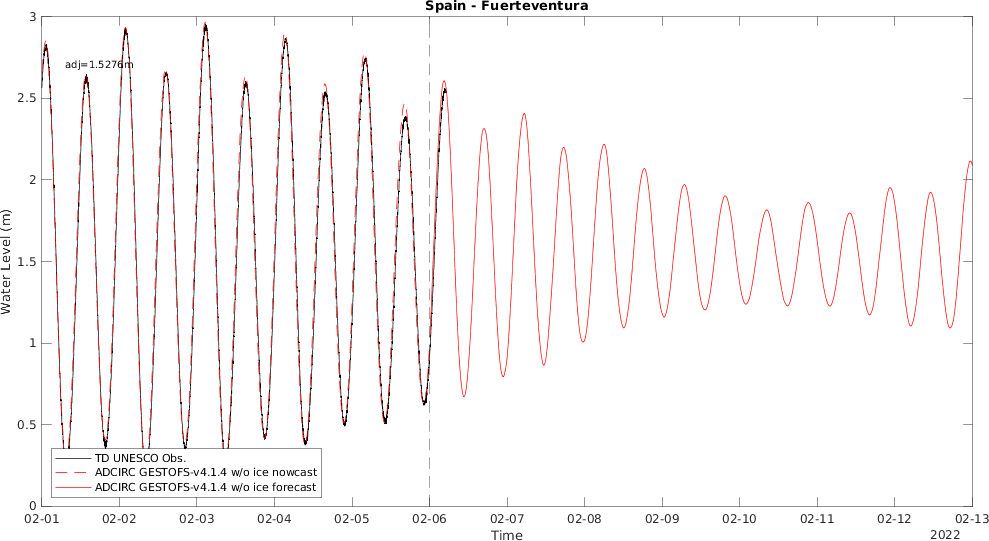 Spain - Fuerteventura
Water Level (m)
3
2.5
2
1.5
1
0.5
0
adj=1.5276m
TD UNESCO Obs.
ADCIRC GESTOFS-v4.1.4 w/o ice nowcast
ADCIRC GESTOFS-v4.1.4 w/o ice forecast
02-01 02-02 02-03 02-04 02-05 02-06 02-07 02-08 02-09 02-10 02-11 02-12 02-13
Time
2022